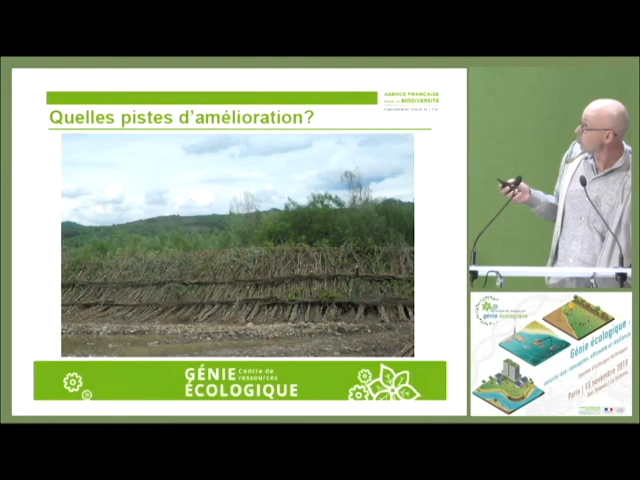 AGENCE FRANÇAISE
POUR LA BIODIVERSITÉ
Quelles pistes d'amélioration?
GÉNIE Centre de
ressources
ÉCOLOGIQUE
génie écologique
Génie écologique :
Paris | 13 novembre 2019